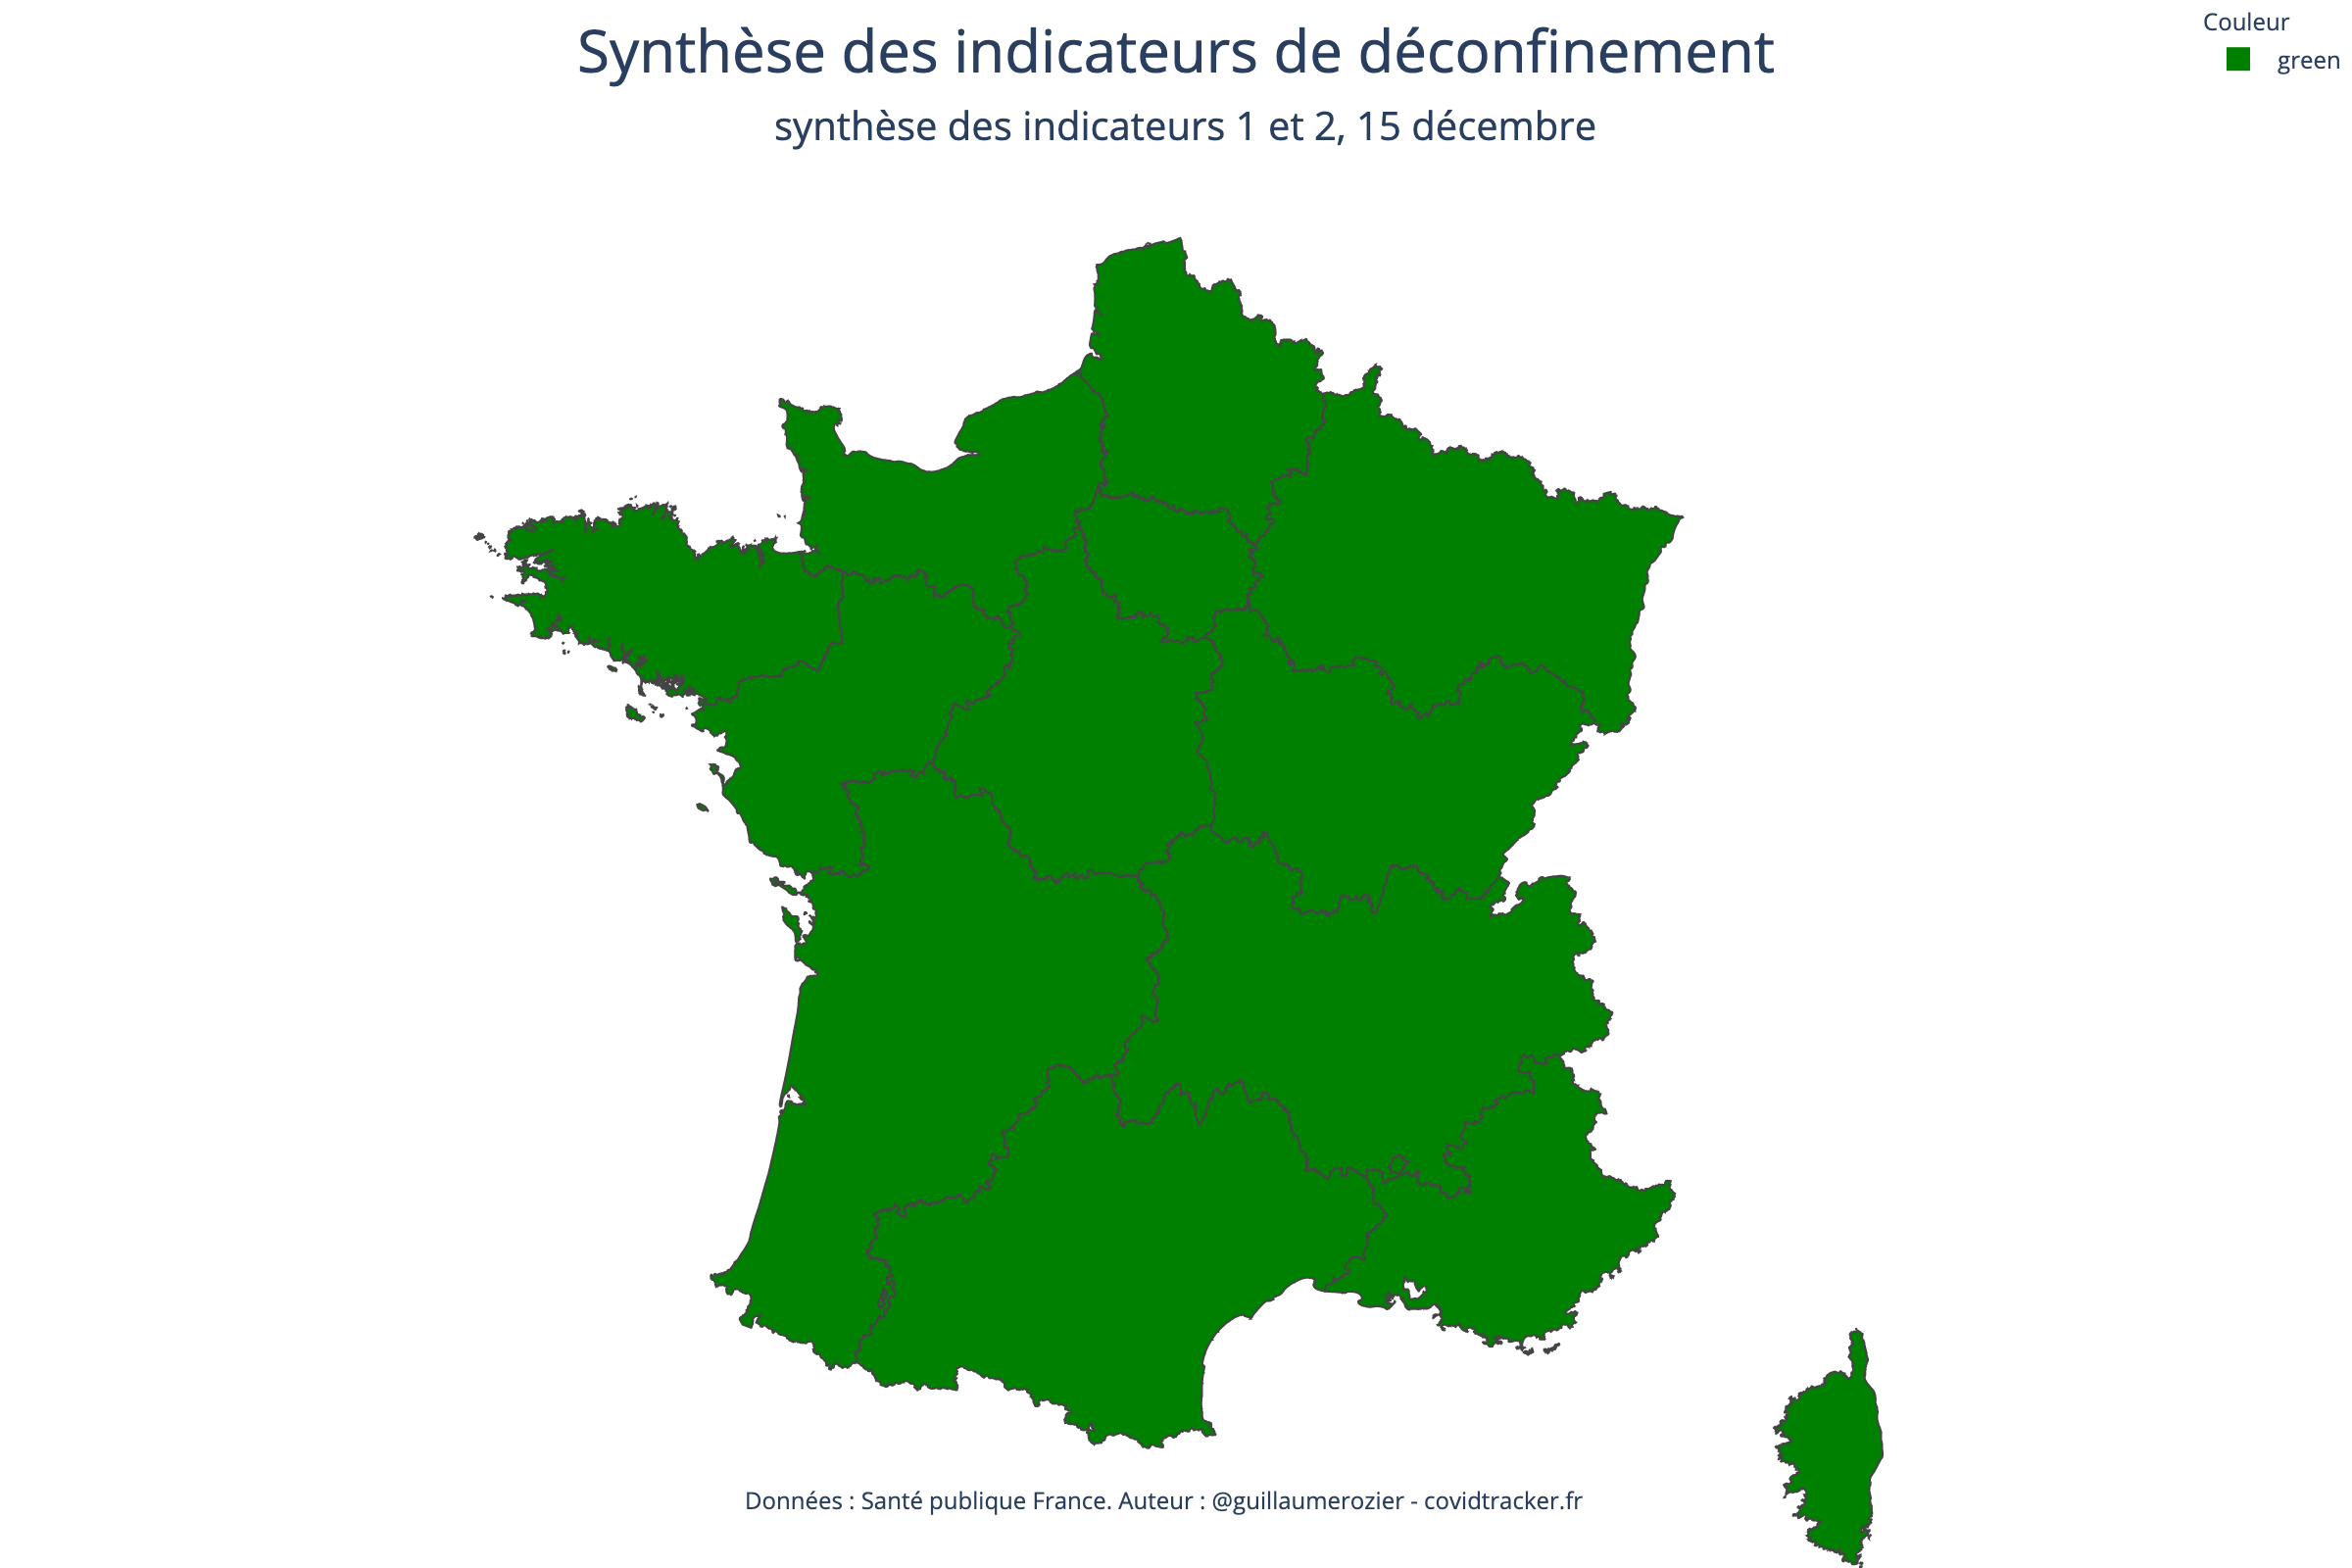 Synthèse des indicateurs de déconfinement
synthèse des indicateurs 1 et 2, 15 décembre
Couleur
green
Données : Santé publique France. Auteur : @guillaumerozier - covidtracker.fr